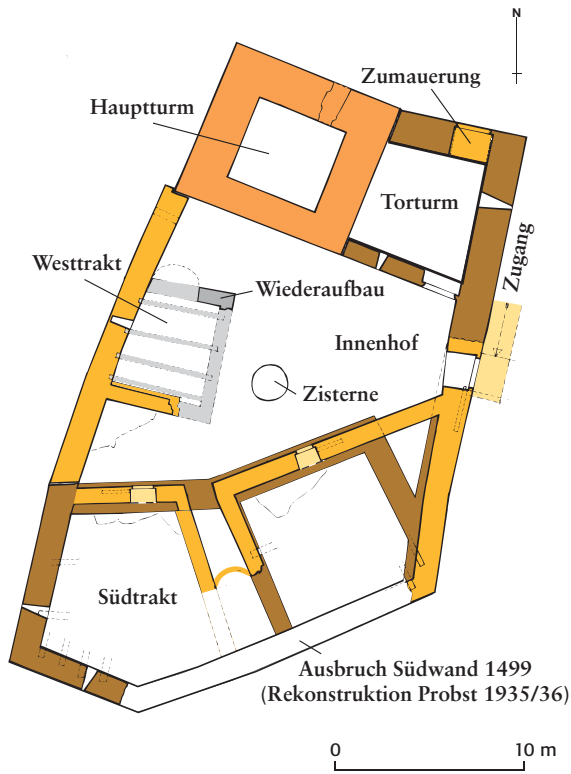 N
Zumauerung
Hauptturm
Torturm
Zugang
Westtrakt
Wiederaufbau
Innenhof
Zisterne
Südtrakt
Ausbruch Südwand 1499
(Rekonstruktion Probst 1935/36)
0 10 m